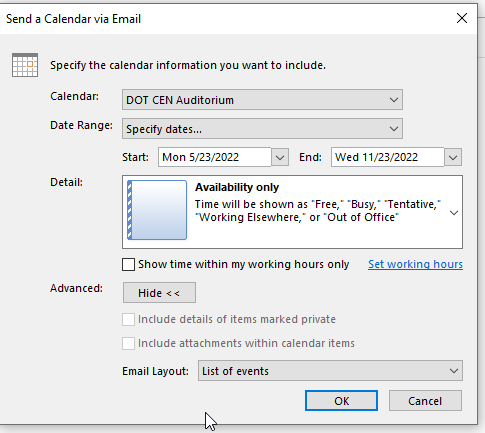 Send a Calendar via Email
Specify the calendar information you want to include.
Calendar: DOT CEN Auditorium
Date Range: Specify dates...
Start: Mon 5/23/2022 End: Wed 11/23/2022
Detail: Availability only
Time will be shown as "Free," "Busy," "Tentative,"
"Working Elsewhere," or "Out of Office"
Show time within my working hours only Set working hours
Advanced: Hide <<
Include details of items marked private
Include attachments within calendar items
Email Layout: List of events
OK Cancel